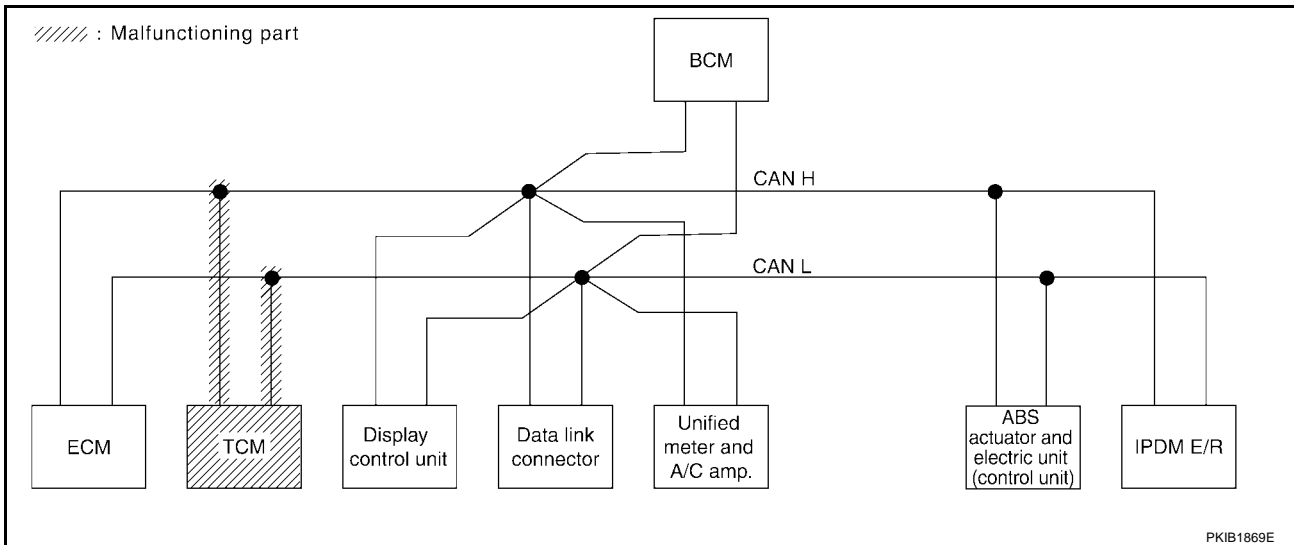 : Malfunctioning part
BCM
CAN H
CAN L
ECM
TCM
Display
control unit
Data link
connector
Unified
meter and
A/C amp.
ABS
actuator and
electric unit
(control unit)
IPDM E/R
PKIB1869E